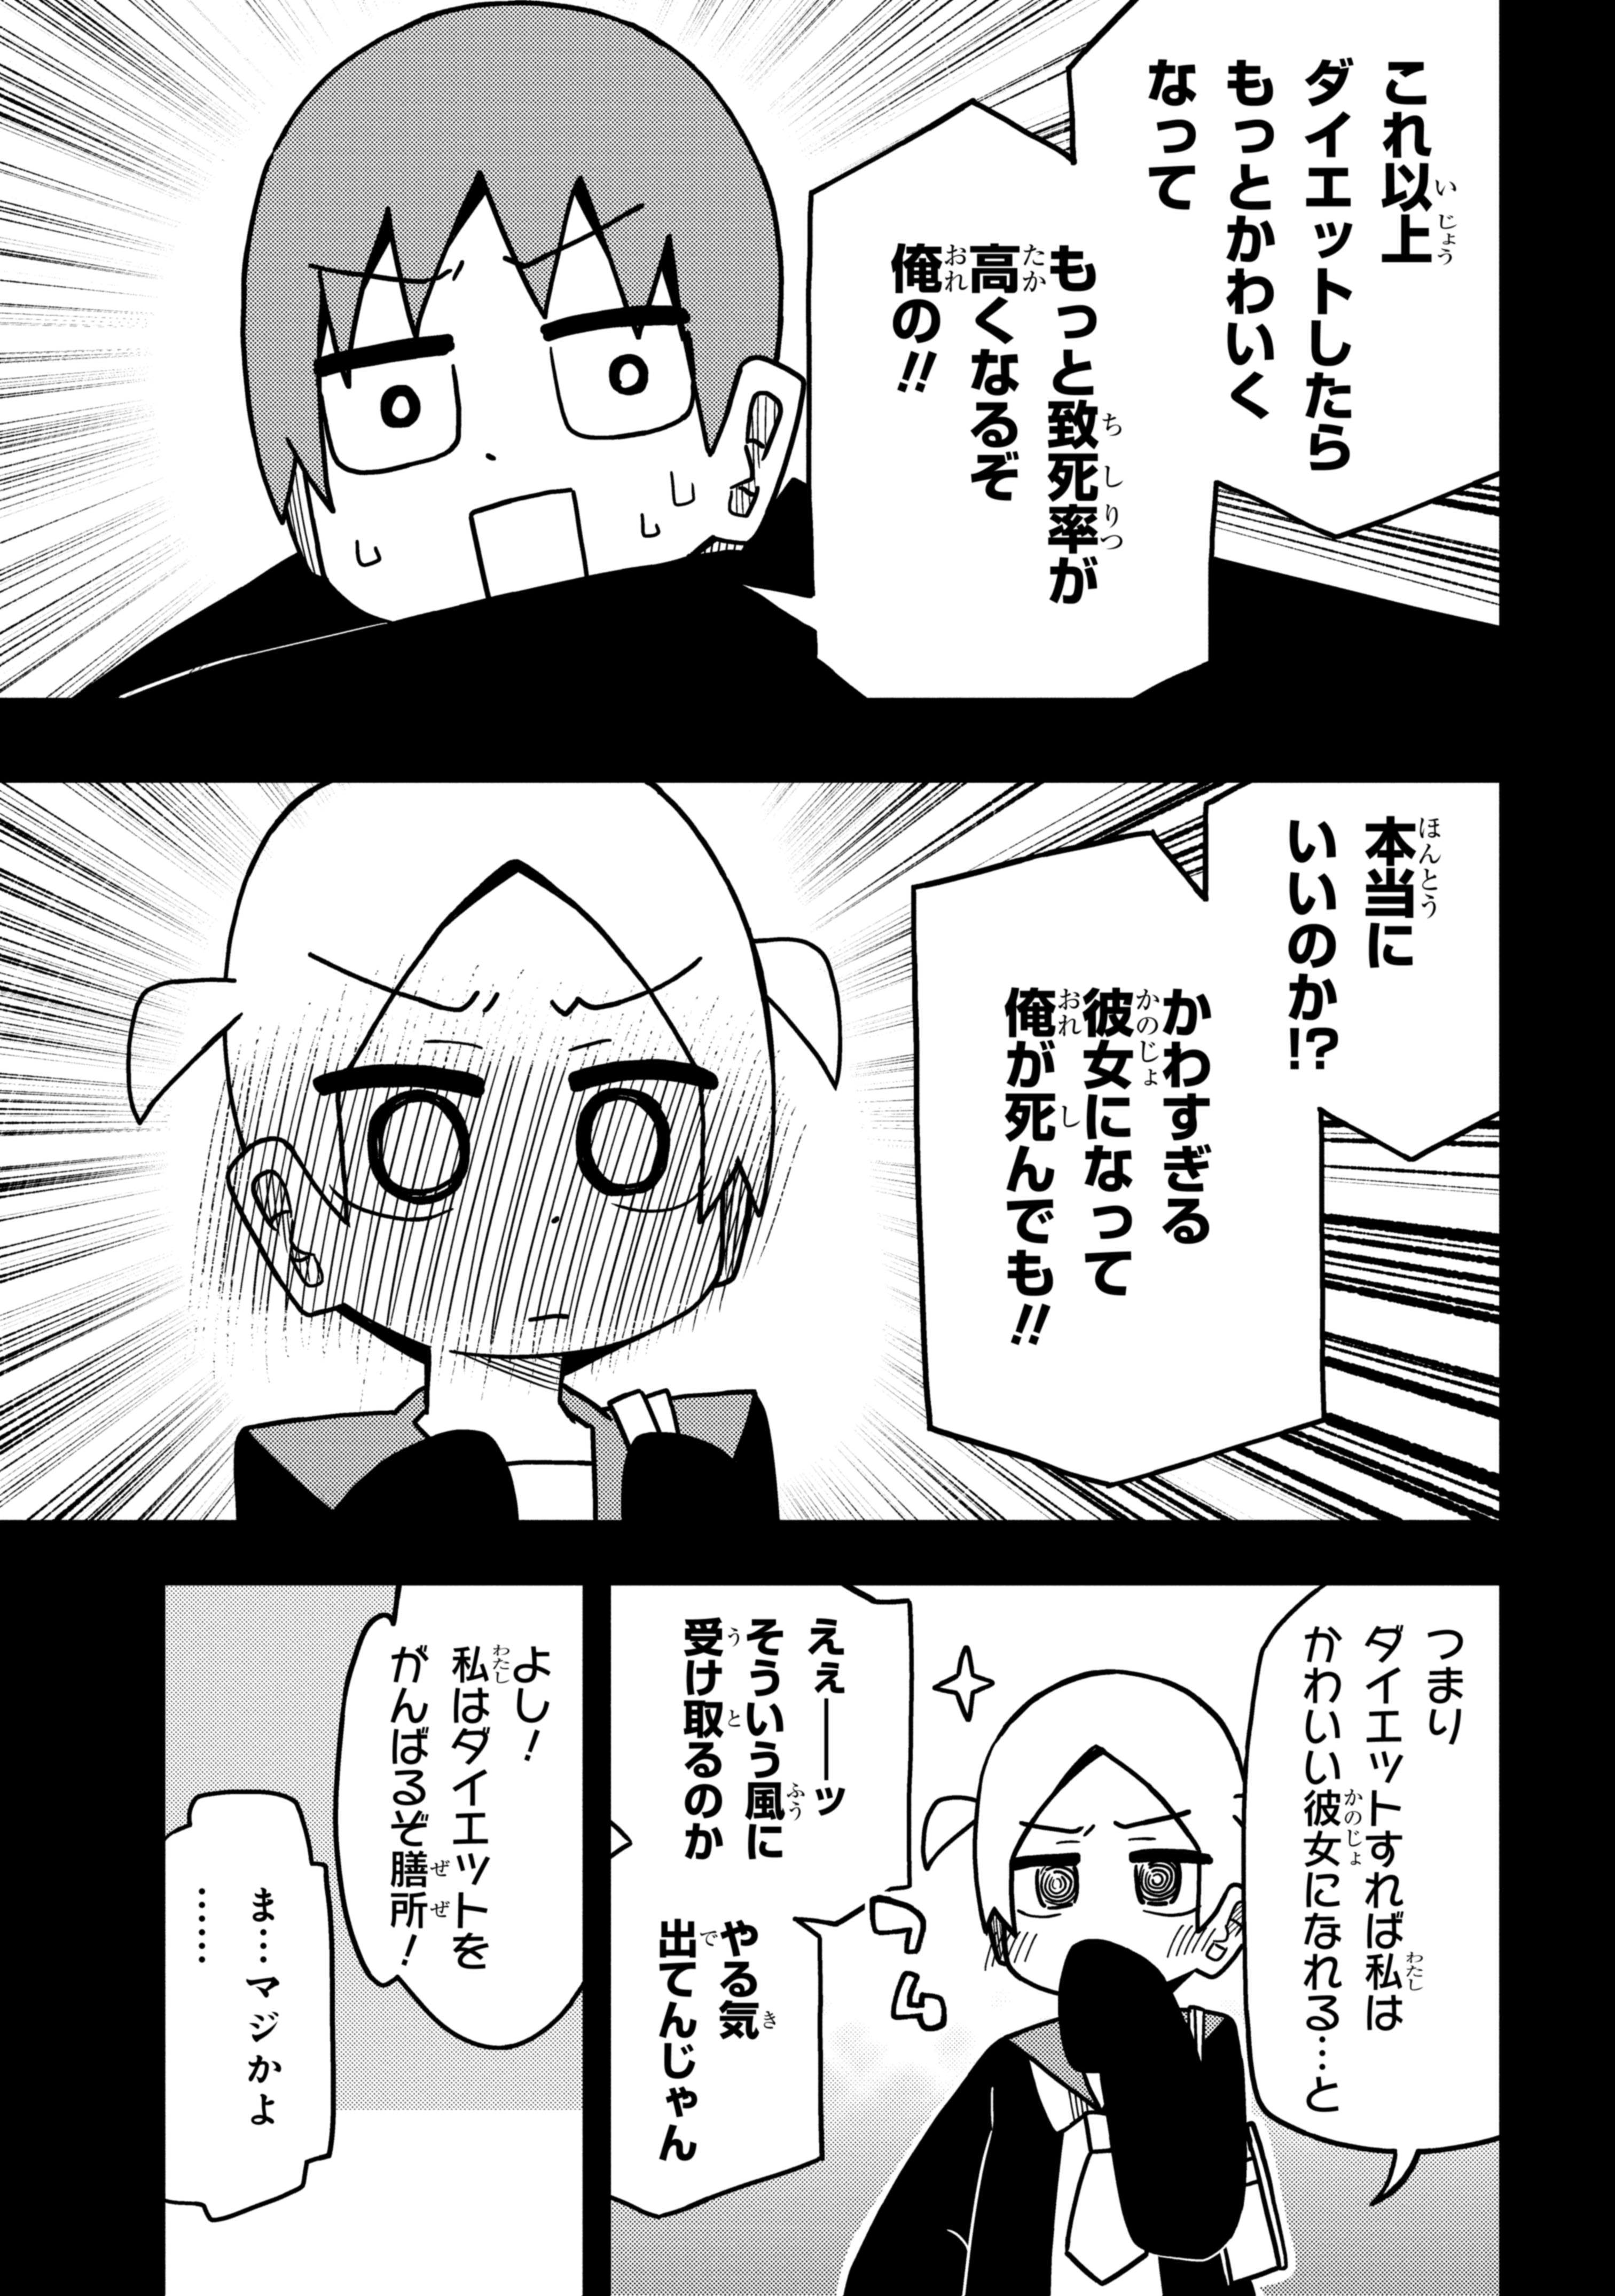 これ以上
ダイエットしたら
もっとかわいく
なって
もっと致死率が
高くなるぞ
俺の!!
本当に
いいのか!?
かわすぎる
彼女になって
俺が死んでも!!
つまり
ダイエットすれば私は
かわいい彼女になれる…と
ふつふつ
えぇ――ッ
そういう風に
受け取るのか
やる気
出てんじゃん
よし!
私はダイエットを
がんばるぞ膳所!
ま…マジかよ
……